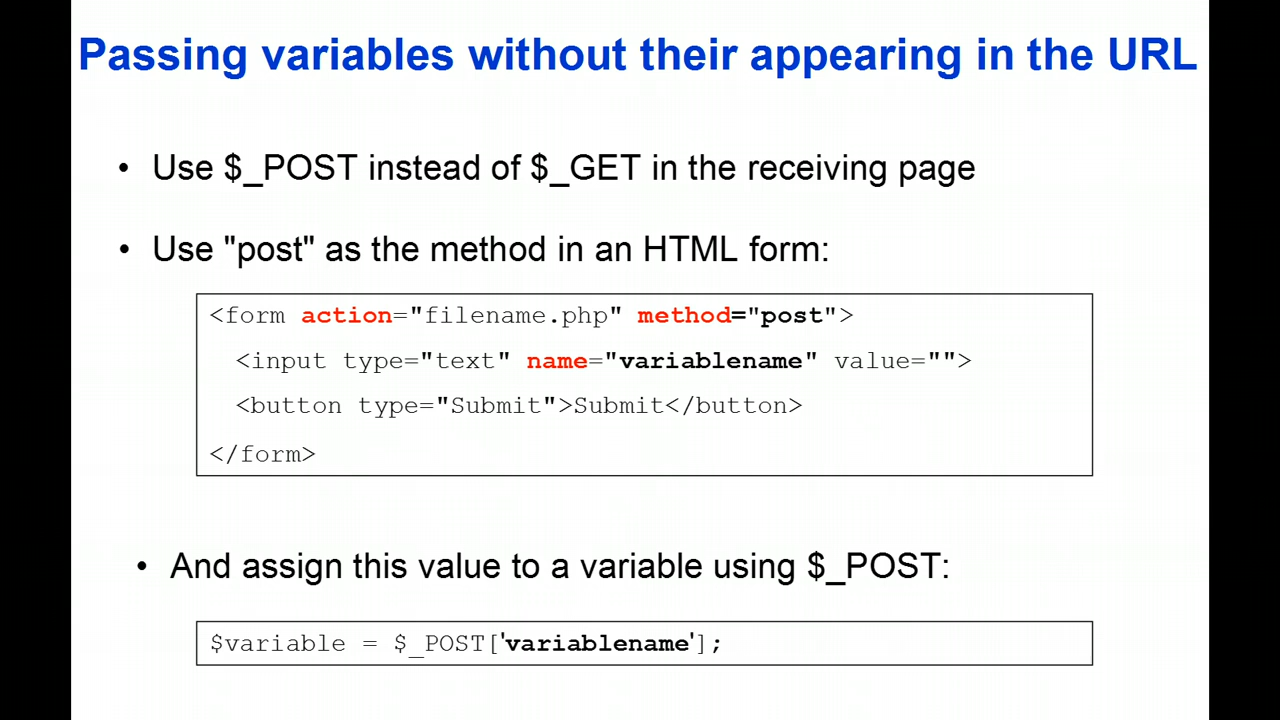 Passing variables without their appearing in the URL
• Use $_POST instead of $_GET in the receiving page
• Use "post" as the method in an HTML form:
<form action="filename.php" method="post">
<input type="text" name="variablename" value="">
<button type="Submit">Submit</button>
</form>
• And assign this value to a variable using $_POST:
$variable = $_POST['variablename'];